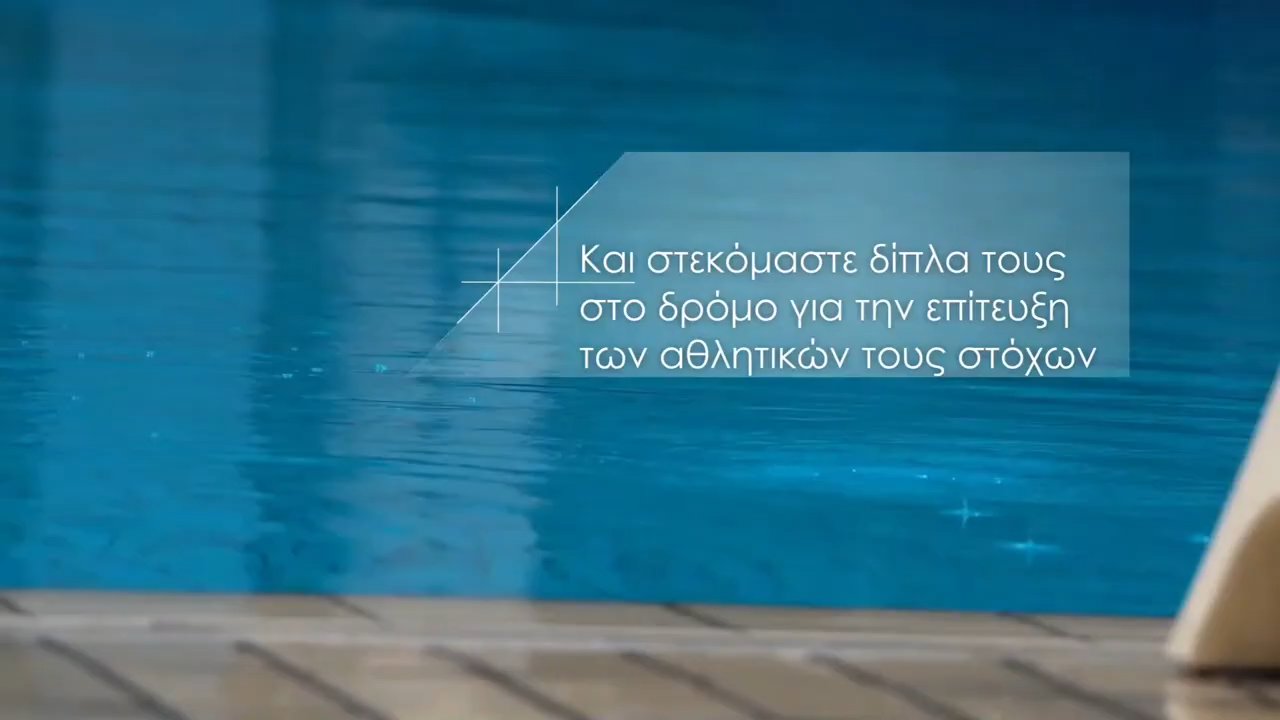 Και στεκόμαστε δίπλα τους
στο δρόμο για την επίτευξη
των αθλητικών τους στόχων